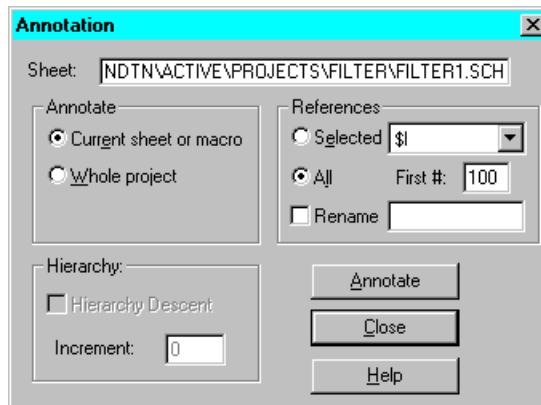 Annotation
Sheet: NDTN\ACTIVE\PROJECTS\FILTER\FILTER1.SCH
Annotate
Current sheet or macro
Whole project
References
Selected $I
All First #: 100
Rename
Hierarchy:
Hierarchy Descent
Increment: 0
Annotate
Close
Help